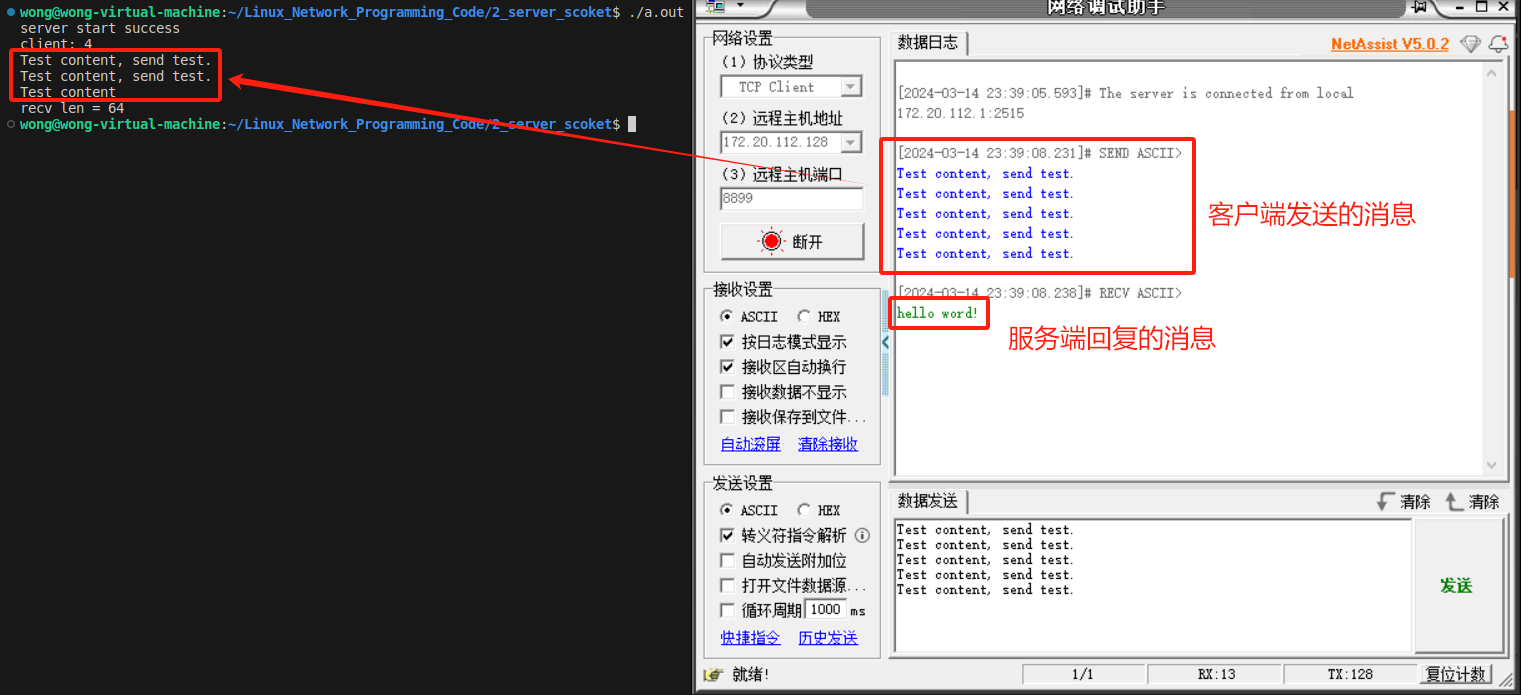 wong@wong-virtual-machine:~/Linux_Network_Programming_Code/2_server_scoket$ ./a.out
server start success
client: 4
Test content, send test.
Test content, send test.
Test content
recv len = 64
wong@wong-virtual-machine:~/Linux_Network_Programming_Code/2_server_scoket$
网络调试助手
网络设置
(1) 协议类型
TCP Client
(2) 远程主机地址
172.20.112.128
(3) 远程主机端口
8899
断开
接收设置
ASCII HEX
按日志模式显示
接收区自动换行
接收数据不显示
接收保存到文件...
自动滚屏 清除接收
发送设置
ASCII HEX
转义符指令解析
自动发送附加位
打开文件数据源...
循环周期 1000 ms
快捷指令 历史发送
数据日志
NetAssist V5.0.2
[2024-03-14 23:39:05.593]# The server is connected from local
172.20.112.1:2515
[2024-03-14 23:39:08.231]# SEND ASCII>
Test content, send test.
Test content, send test.
Test content, send test.
Test content, send test.
Test content, send test.
客户端发送的消息
[2024-03-14 23:39:08.238]# RECV ASCII>
hello word!
服务端回复的消息
数据发送
清除 清除
Test content, send test.
Test content, send test.
Test content, send test.
Test content, send test.
Test content, send test.
发送
就绪!
1/1
RX:13
TX:128
复位计数